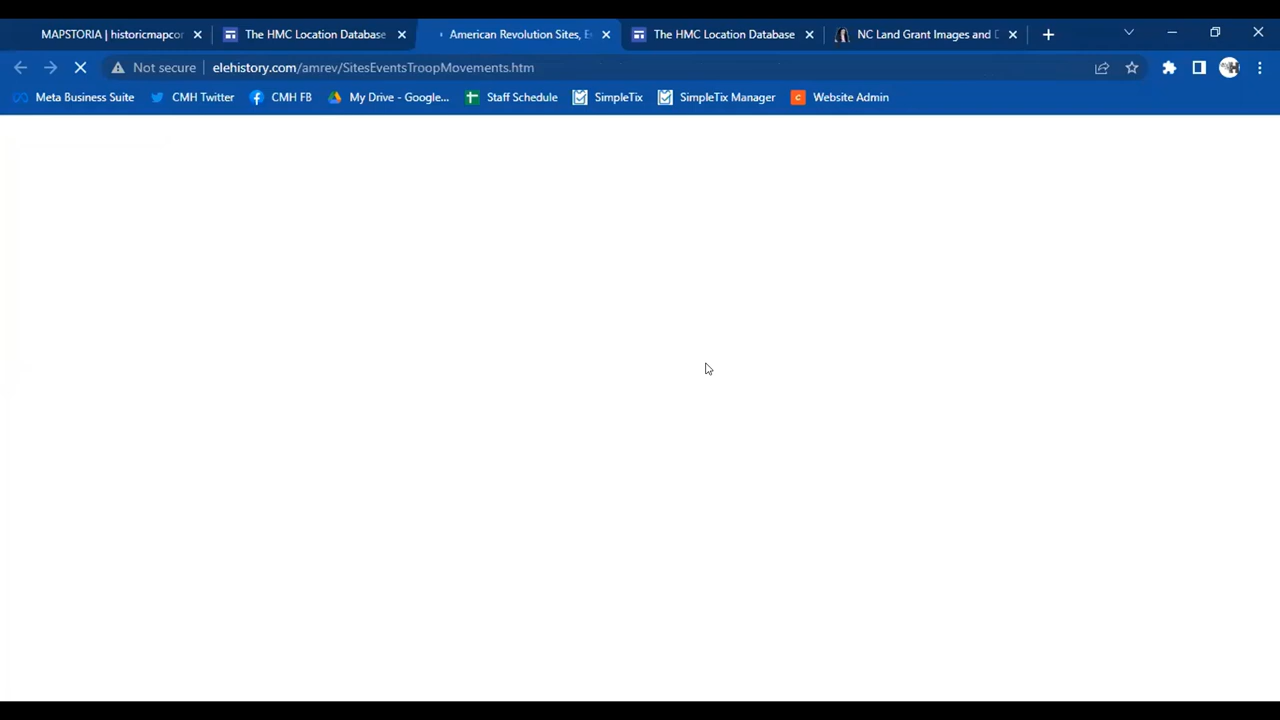 MAPSTORIA | historicmapcor
The HMC Location Database
American Revolution Sites, E
The HMC Location Database
NC Land Grant Images and D
Not secure
elehistory.com/amrev/SitesEventsTroopMovements.htm
Meta Business Suite
CMH Twitter
CMH FB
My Drive - Google...
Staff Schedule
SimpleTix
SimpleTix Manager
Website Admin